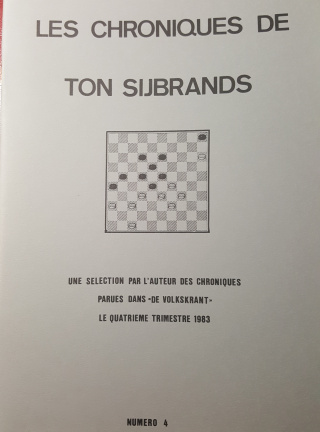 LES CHRONIQUES DE
TON SIJBRANDS
UNE SELECTION PAR L'AUTEUR DES CHRONIQUES
PARUES DANS «DE VOLKSKRANT»
LE QUATRIEME TRIMESTRE 1983
NUMERO 4